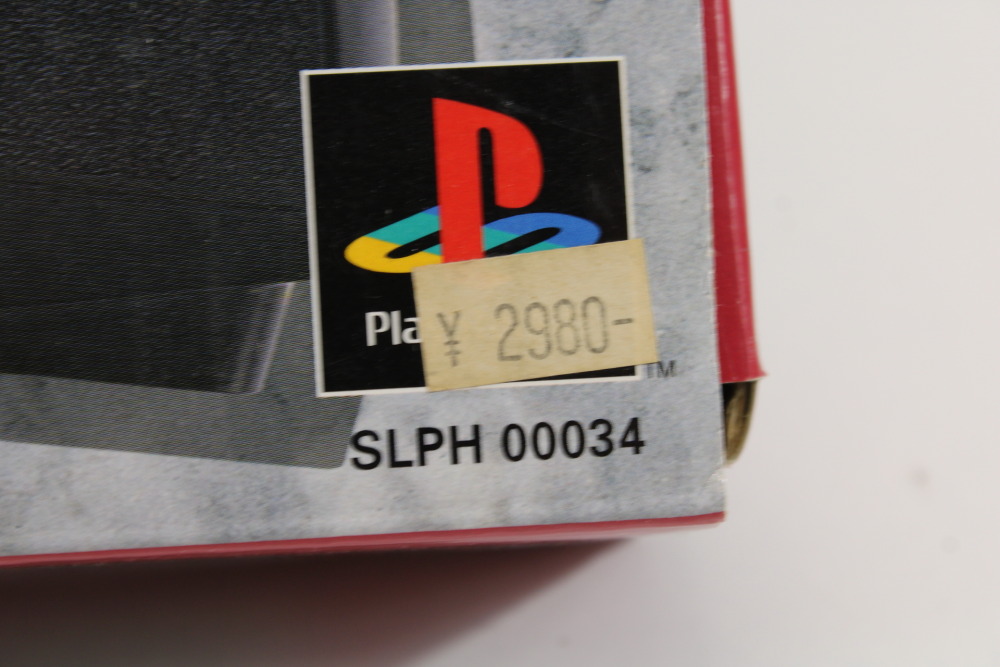 Pla
¥ 2980-
TM
SLPH 00034